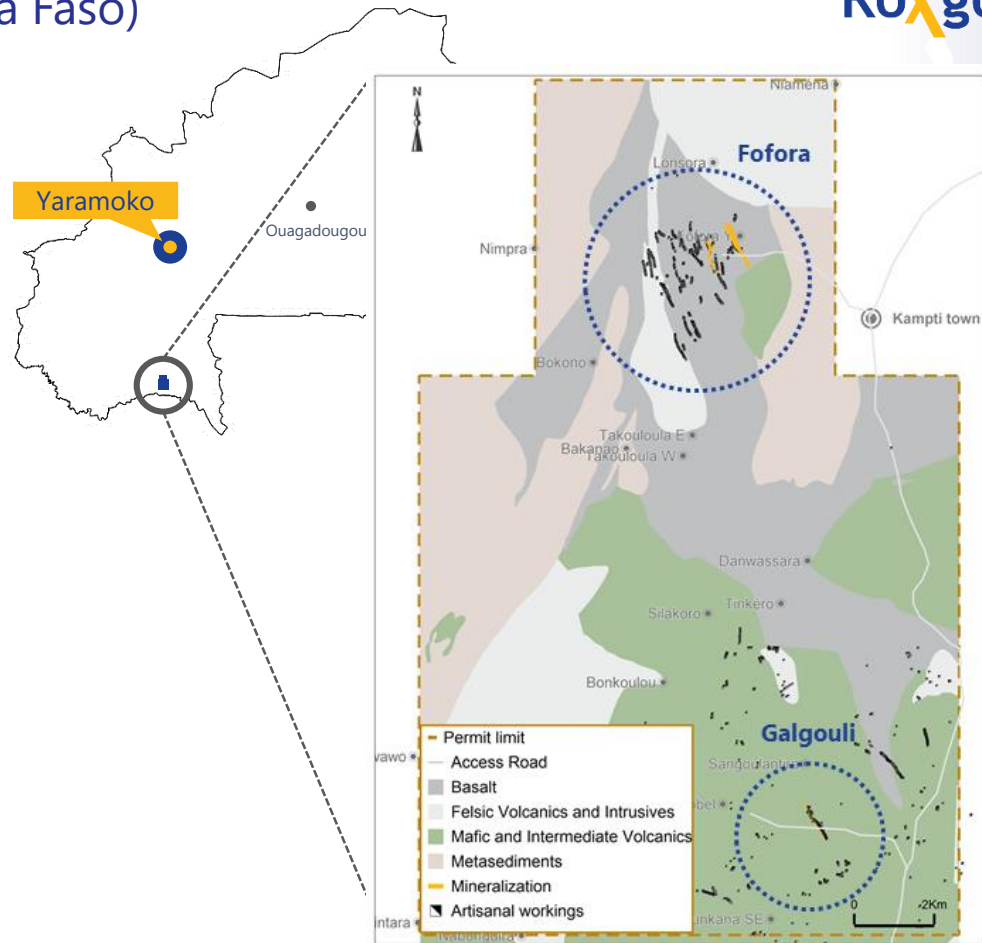 a Faso)
N
Niamena
Lonsora
Fofora
Yaramoko
Ouagadougou
Nimpra
Kampti town
Bokono
Takouloula E
Bakanao
Takouloula W
Danwassara
Tinkero
Silakoro
Bonkoulou
Galgouli
Permit limit
Access Road
Basalt
Felsic Volcanics and Intrusives
Mafic and Intermediate Volcanics
Metasediments
Mineralization
Artisanal workings
0 2Km